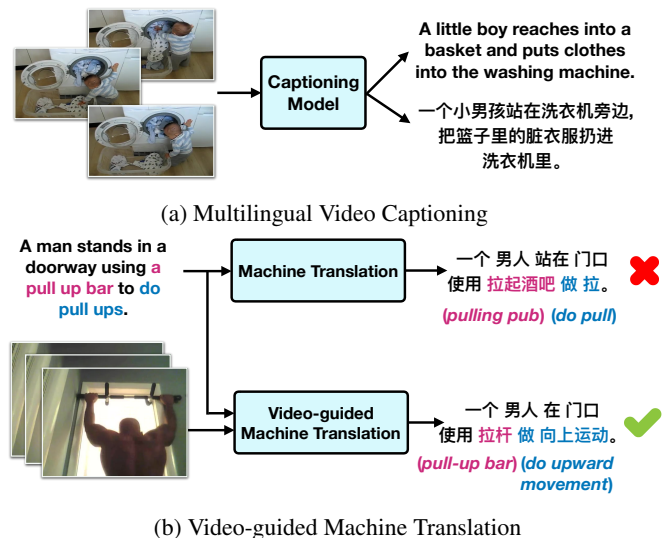 Captioning
Model
A little boy reaches into a
basket and puts clothes
into the washing machine.
一个小男孩站在洗衣机旁边,
把篮子里的脏衣服扔进
洗衣机里。
(a) Multilingual Video Captioning
A man stands in a
doorway using a
pull up bar to do
pull ups.
Machine Translation
一个 男人 站在 门口
使用 拉起酒吧 做 拉。
(pulling pub) (do pull)
Video-guided
Machine Translation
一个 男人 在 门口
使用 拉杆 做 向上运动。
(pull-up bar) (do upward
movement)
(b) Video-guided Machine Translation